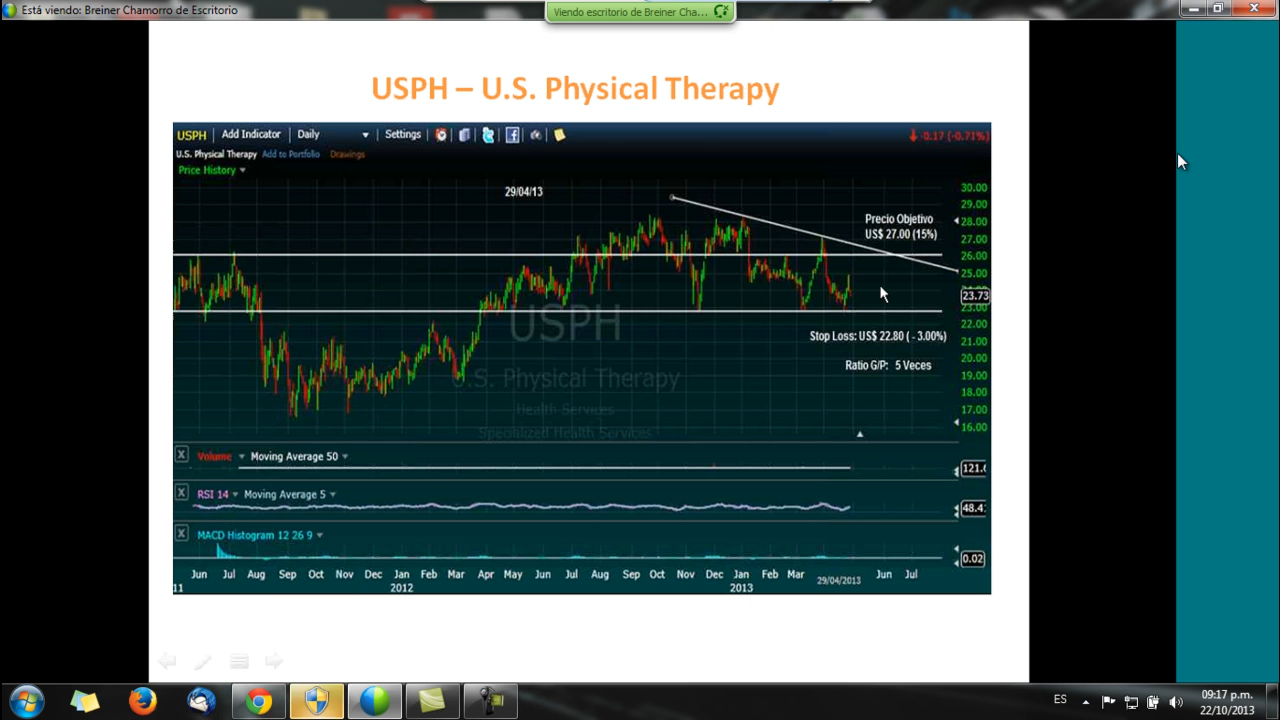 Está viendo: Breiner Chamorro de Escritorio
Viendo escritorio de Breiner Cha...
USPH – U.S. Physical Therapy
USPH Add Indicator Daily Settings -0.17 (-0.71%)
U.S. Physical Therapy Add to Portfolio Drawings
Price History
29/04/13
30.00
29.00
28.00
27.00
26.00
25.00
23.73
22.00
21.00
20.00
19.00
18.00
17.00
16.00
Precio Objetivo
US$ 27.00 (15%)
Stop Loss: US$ 22.80 ( - 3.00%)
Ratio G/P: 5 Veces
USPH
U.S. Physical Therapy
Health Services
Specialized Health Services
Volume Moving Average 50
RSI 14 Moving Average 5
48.4
MACD Histogram 12 26 9
0.02
Jun Jul Aug Sep Oct Nov Dec Jan Feb Mar Apr May Jun Jul Aug Sep Oct Nov Dec Jan Feb Mar 29/04/2013 Jun Jul
11 2012 2013
ES
09:17 p.m.
22/10/2013